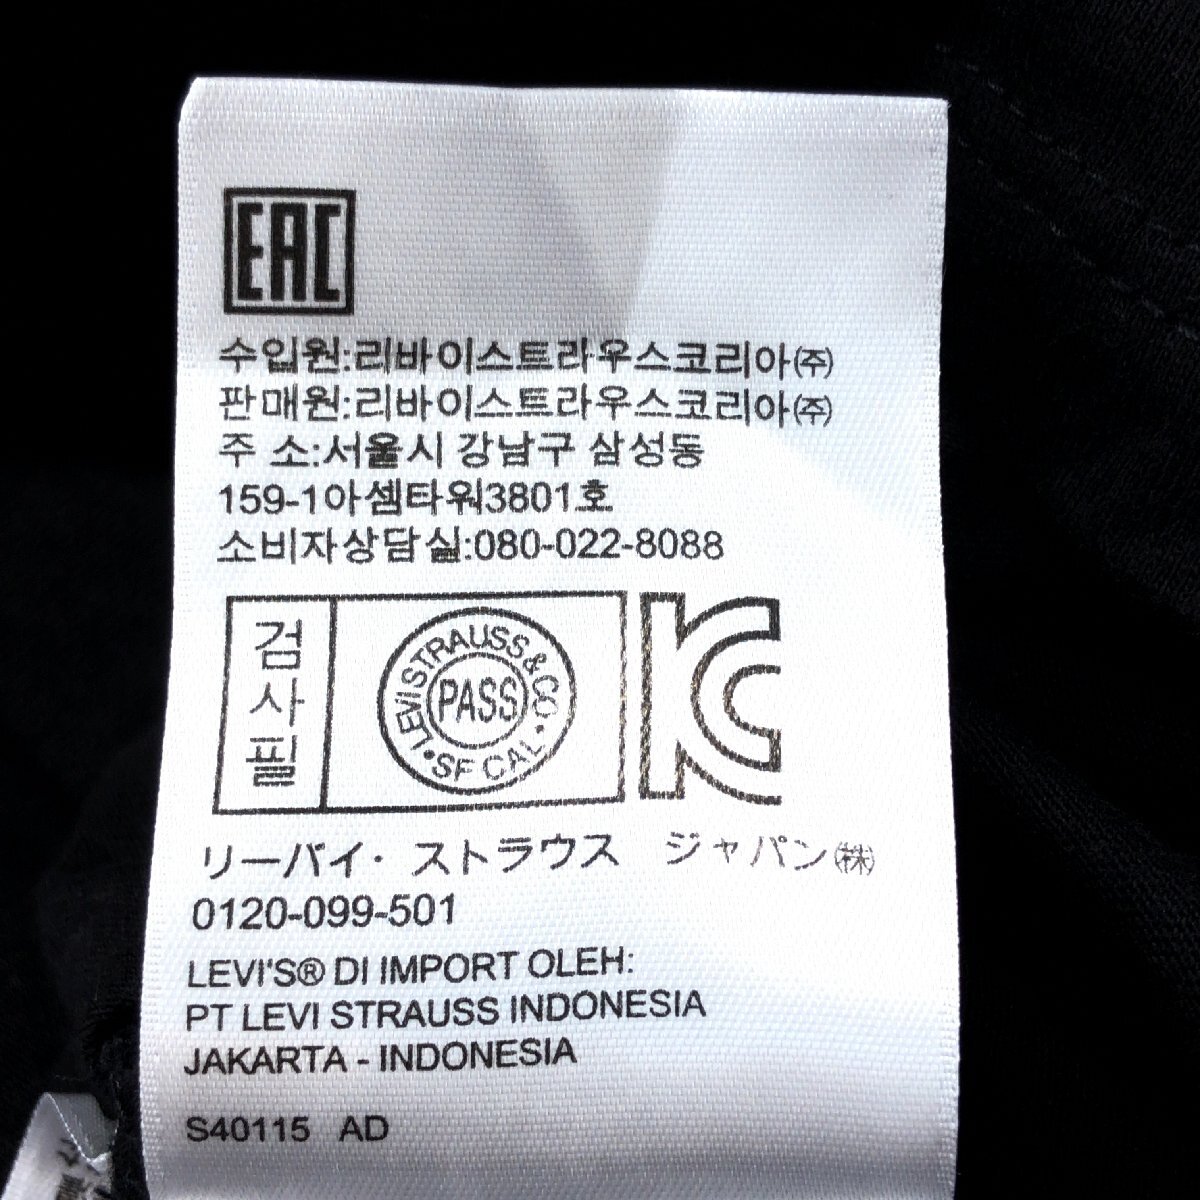 EAC
수입원:리바이스트라우스코리아㈜
판매원:리바이스트라우스코리아㈜
주 소:서울시 강남구 삼성동
159-1아셈타워3801호
소비자상담실:080-022-8088
검사필
LEVI STRAUSS & CO
PASS
• SF CAL •
KC
リーバイ・ストラウス ジャパン㈱
0120-099-501
LEVI'S® DI IMPORT OLEH:
PT LEVI STRAUSS INDONESIA
JAKARTA - INDONESIA
S40115 AD